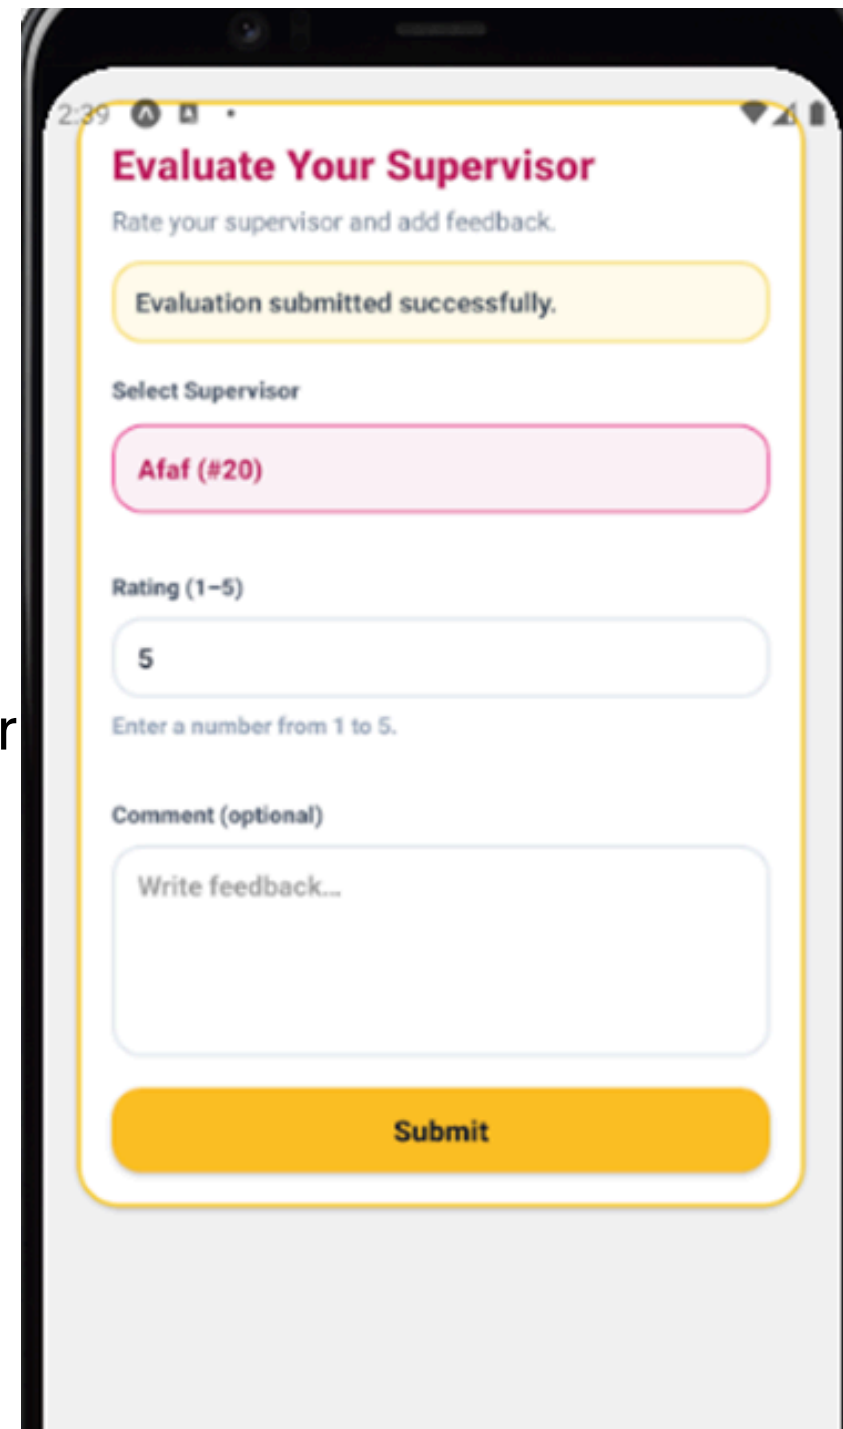 2:39
Evaluate Your Supervisor
Rate your supervisor and add feedback.
Evaluation submitted successfully.
Select Supervisor
Afaf (#20)
Rating (1–5)
5
r
Enter a number from 1 to 5.
Comment (optional)
Write feedback...
Submit